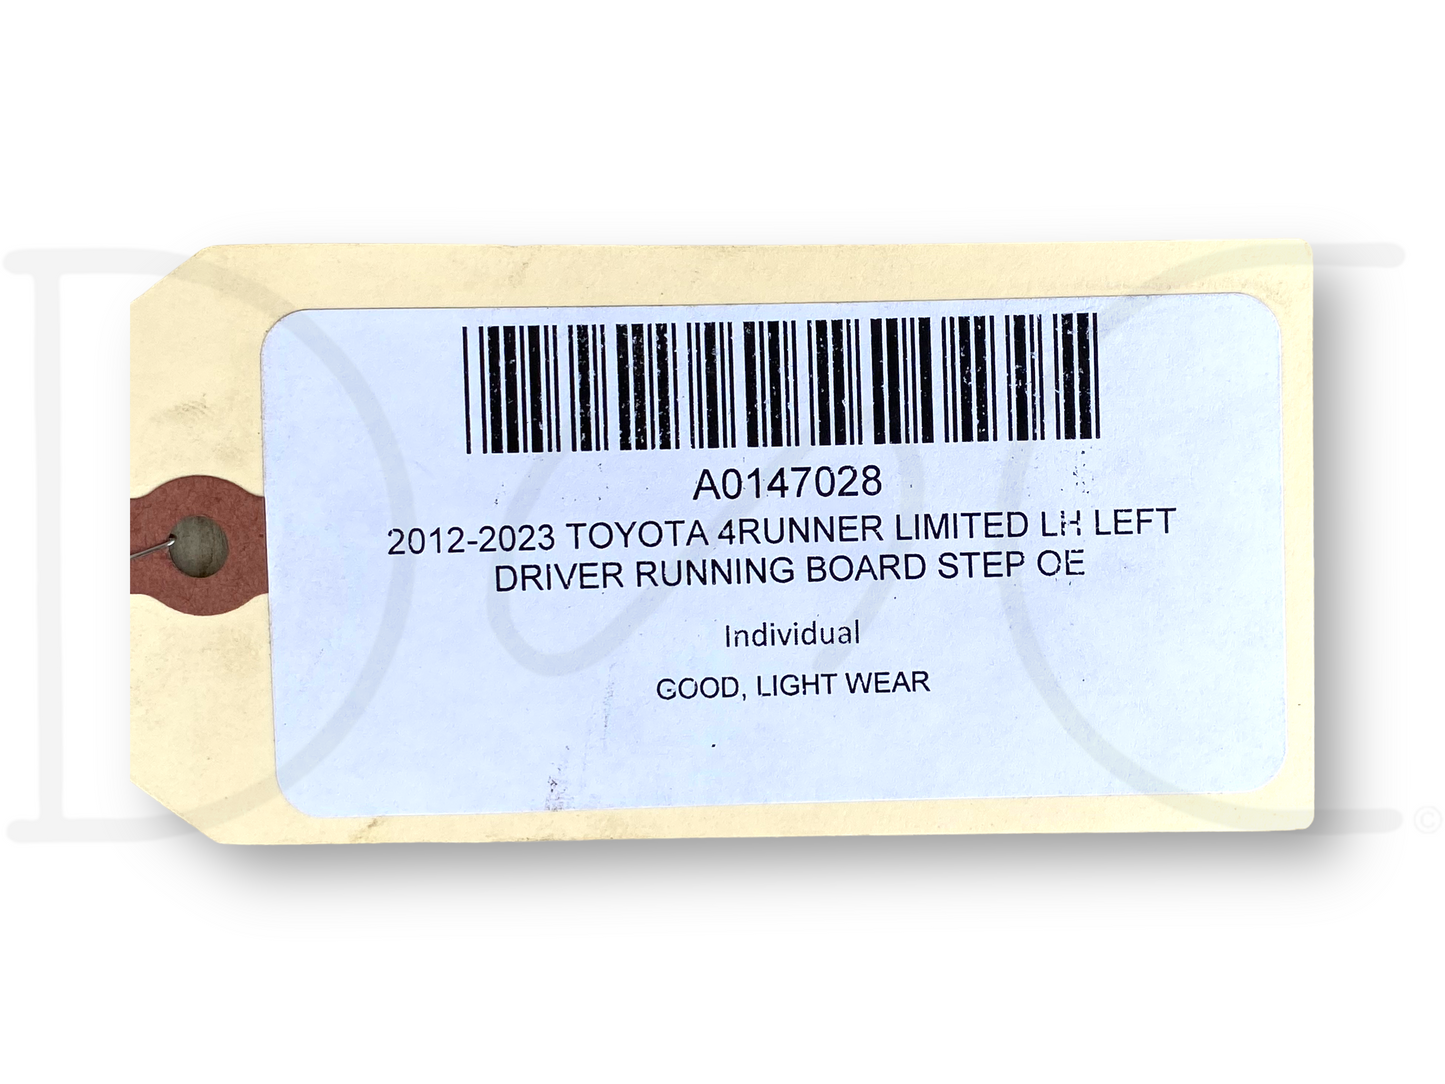 A0147028
2012-2023 TOYOTA 4RUNNER LIMITED LH LEFT
DRIVER RUNNING BOARD STEP OE
Individual
GOOD, LIGHT WEAR
©